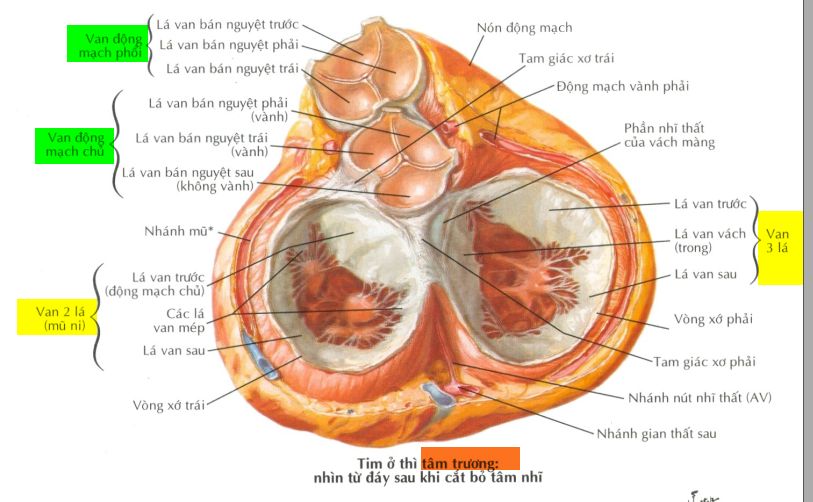 Van động
mạch phổi
Lá van bán nguyệt trước
Lá van bán nguyệt phải
Lá van bán nguyệt trái
Van động
mạch chủ
Lá van bán nguyệt phải
(vành)
Lá van bán nguyệt trái
(vành)
Lá van bán nguyệt sau
(không vành)
Nhánh mũ*
Van 2 lá
(mũ ni)
Lá van trước
(động mạch chủ)
Các lá
van mép
Lá van sau
Vòng xớ trái
Nón động mạch
Tam giác xơ trái
Động mạch vành phải
Phần nhĩ thất
của vách màng
Lá van trước
Lá van vách
(trong)
Lá van sau
Van
3 lá
Vòng xớ phải
Tam giác xơ phải
Nhánh nút nhĩ thất (AV)
Nhánh gian thất sau
Tim ở thì tâm trương:
nhìn từ đáy sau khi cắt bỏ tâm nhĩ